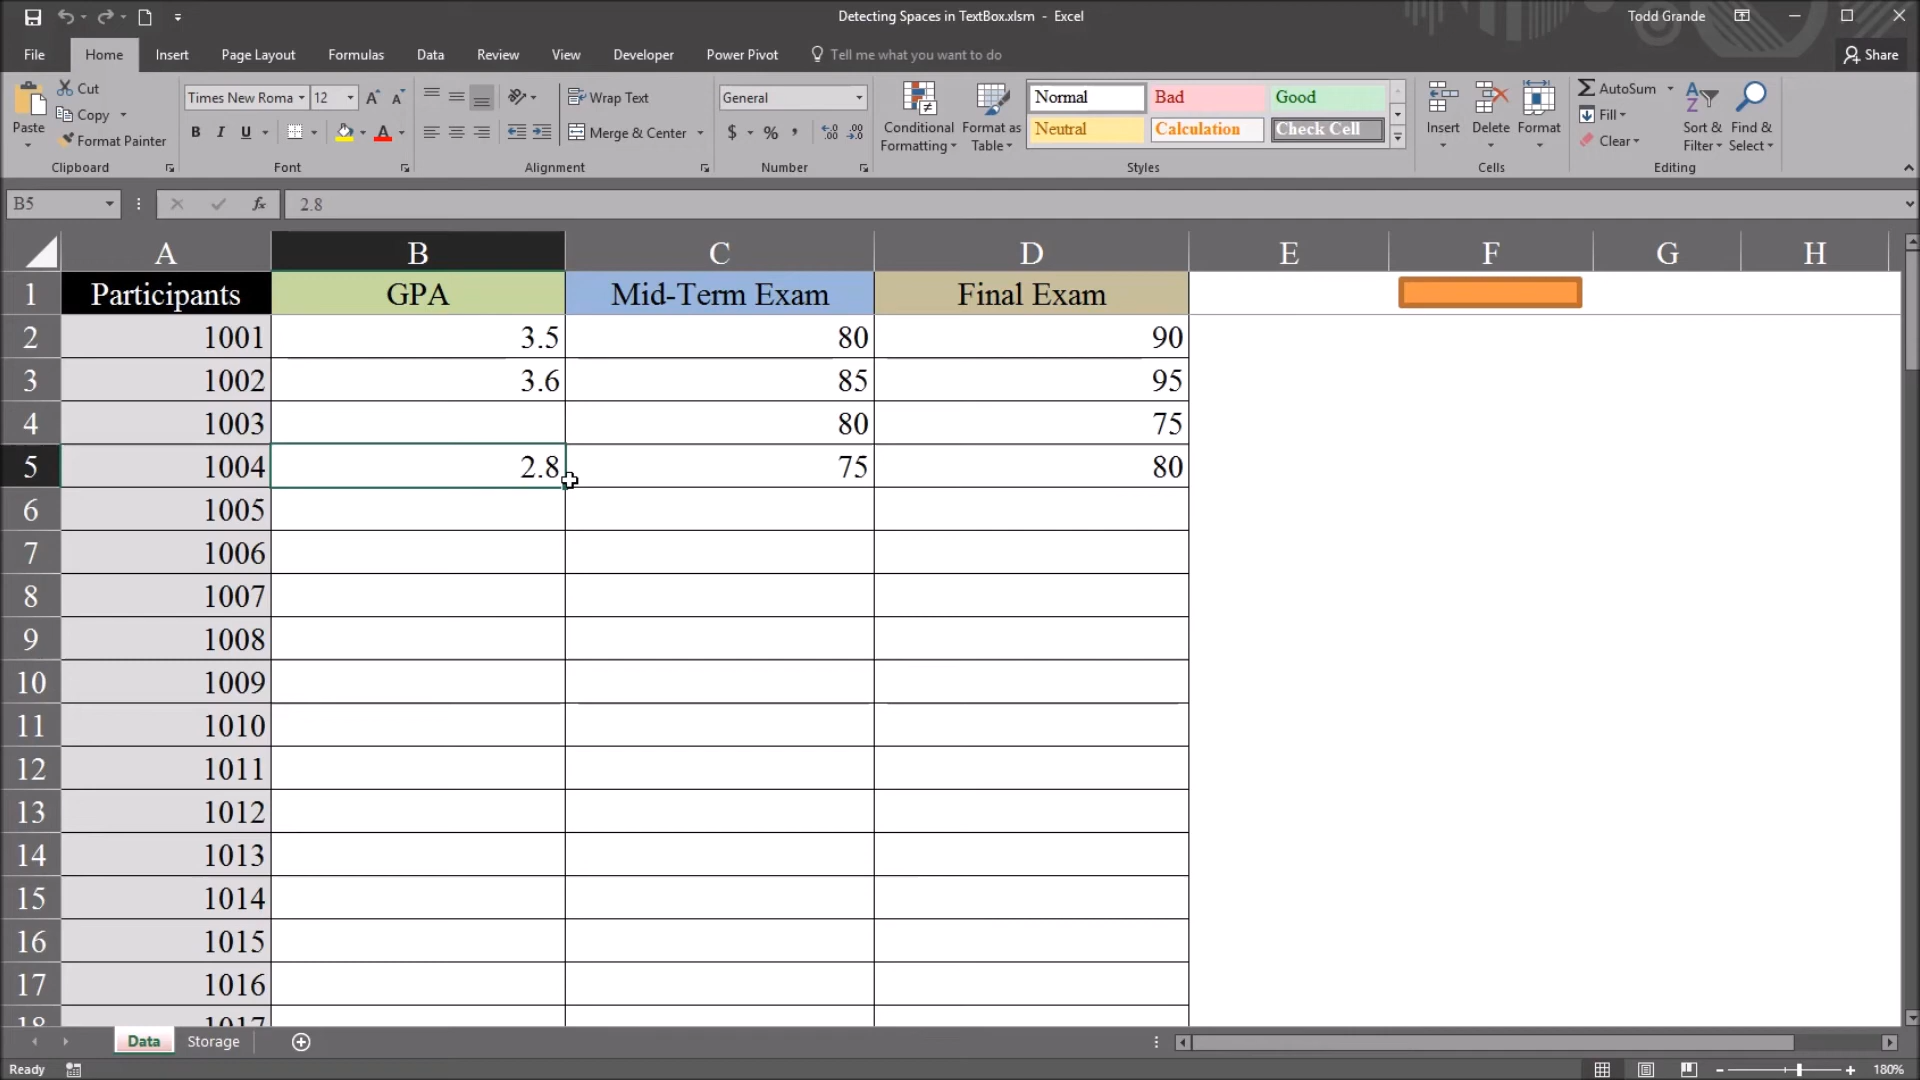 Detecting Spaces in TextBox.xlsm - Excel
Todd Grande
File Home Insert Page Layout Formulas Data Review View Developer Power Pivot Tell me what you want to do
Share
Paste
Cut
Copy
Format Painter
Clipboard
Times New Roma 12
B I U
Font
Wrap Text
Merge & Center
Alignment
General
$ % ,
Number
Conditional Formatting
Format as Table
Normal Bad Good
Neutral Calculation Check Cell
Styles
Insert Delete Format
Cells
AutoSum
Fill
Clear
Sort & Filter
Find & Select
Editing
B5 fx 2.8
A B C D E F G H
1 Participants GPA Mid-Term Exam Final Exam
2 1001 3.5 80 90
3 1002 3.6 85 95
4 1003 80 75
5 1004 2.8 75 80
6 1005
7 1006
8 1007
9 1008
10 1009
11 1010
12 1011
13 1012
14 1013
15 1014
16 1015
17 1016
18 1017
Data Storage
Ready
180%